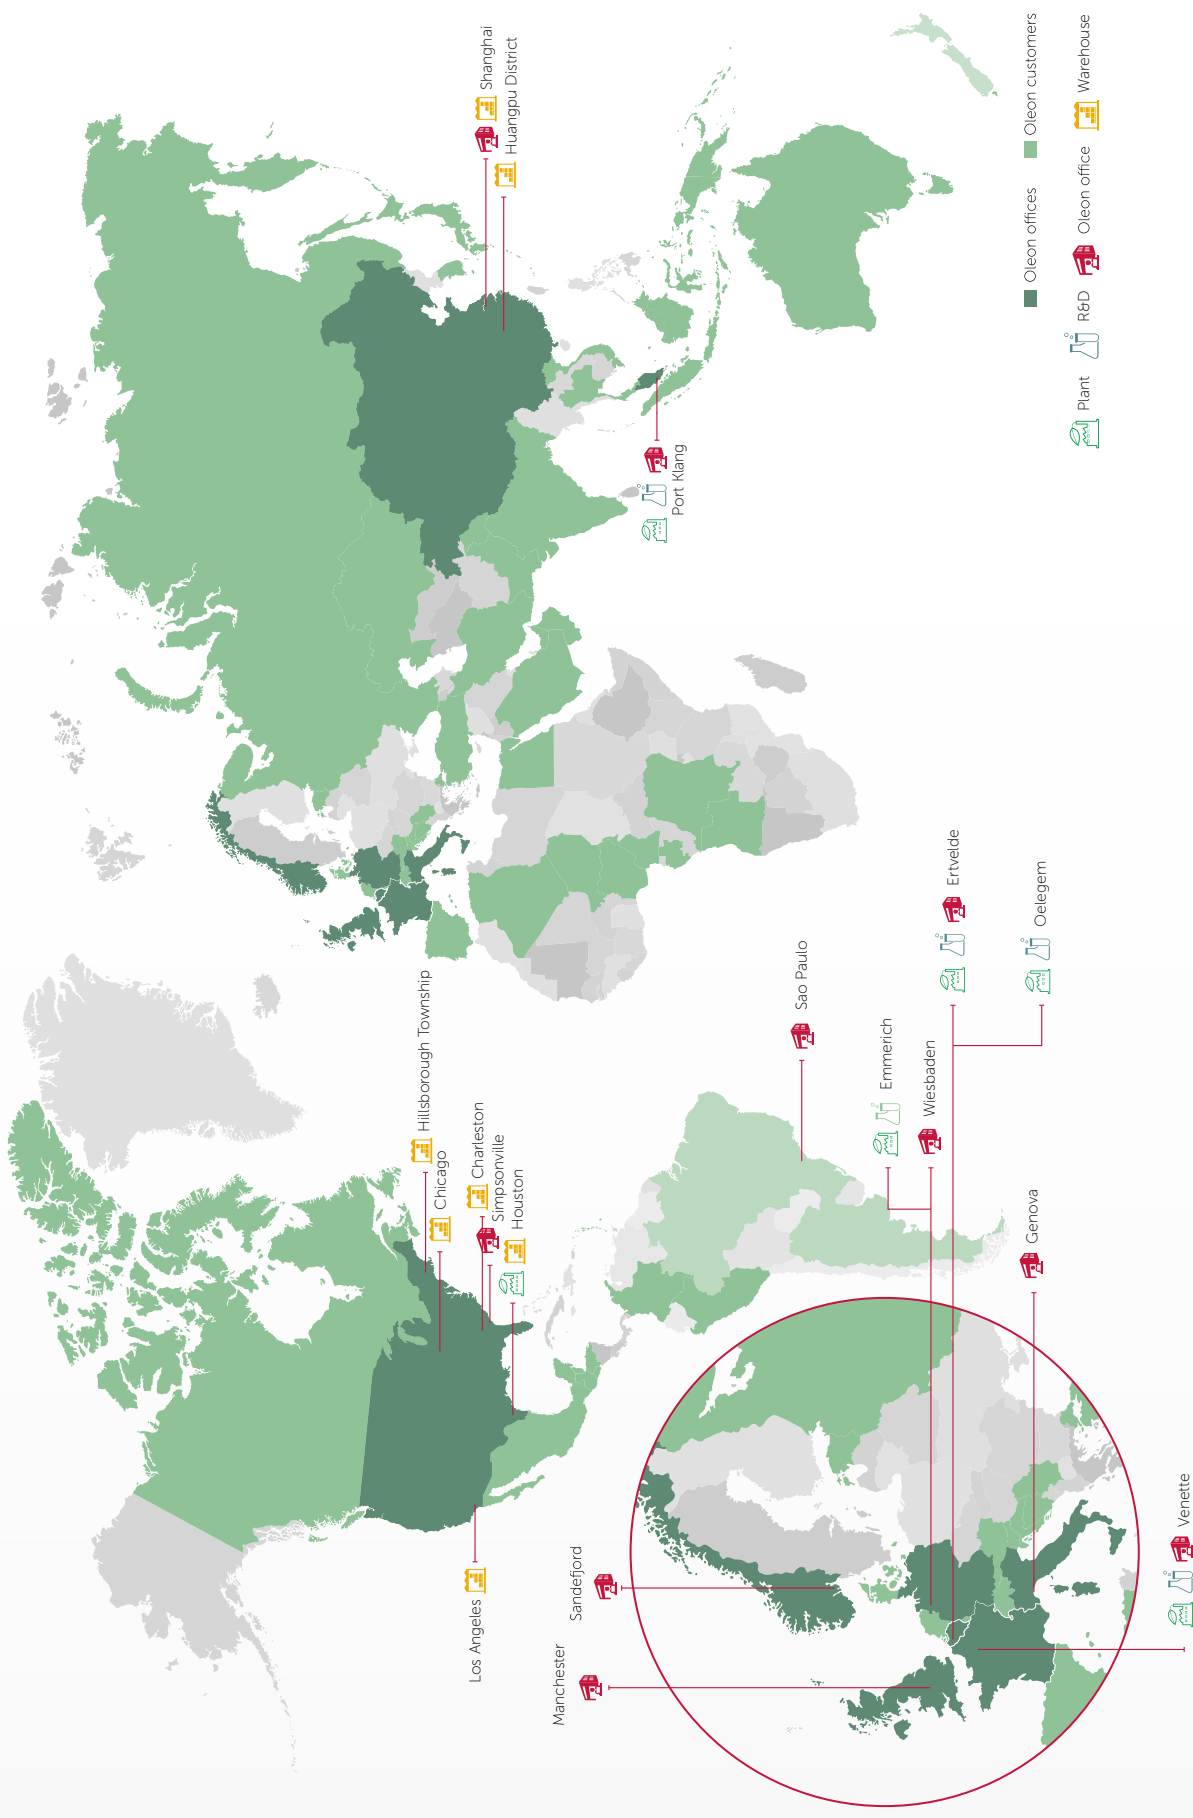 Hillsborough Township
Chicago
Charleston
Simpsonville
Houston
Los Angeles
Shanghai
Huangpu District
Port Klang
Sao Paulo
Manchester
Sandefjord
Emmerich
Wiesbaden
Ertvelde
Oelegem
Genova
Venette
Oleon offices
Oleon customers
Plant
R&D
Oleon office
Warehouse